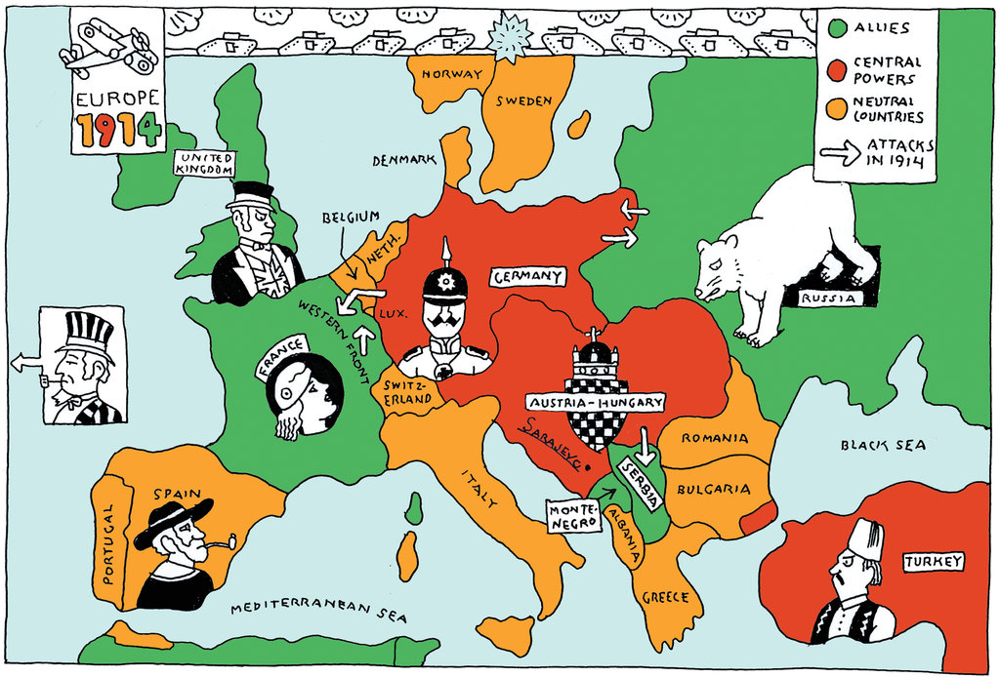 EUROPE
1914
ALLIES
CENTRAL
POWERS
NEUTRAL
COUNTRIES
ATTACKS
IN 1914
NORWAY
SWEDEN
DENMARK
UNITED
KINGDOM
BELGIUM
NETH.
GERMANY
LUX.
WESTERN FRONT
RUSSIA
FRANCE
SWITZ-
ERLAND
AUSTRIA-HUNGARY
SARAJEVO
ROMANIA
BLACK SEA
SERBIA
BULGARIA
ITALY
SPAIN
PORTUGAL
MONTE-
NEGRO
ALBANIA
TURKEY
GREECE
MEDITERRANEAN SEA